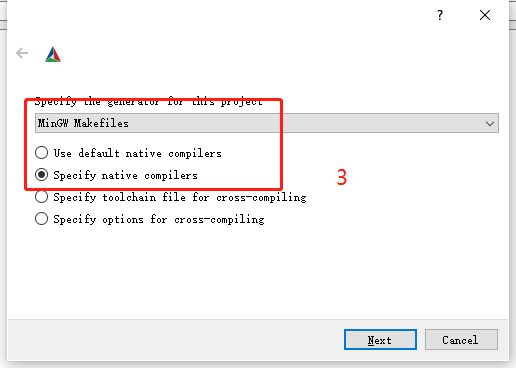 ?
Specify the generator for this project
MinGW Makefiles
Use default native compilers
Specify native compilers
3
Specify toolchain file for cross-compiling
Specify options for cross-compiling
Next
Cancel